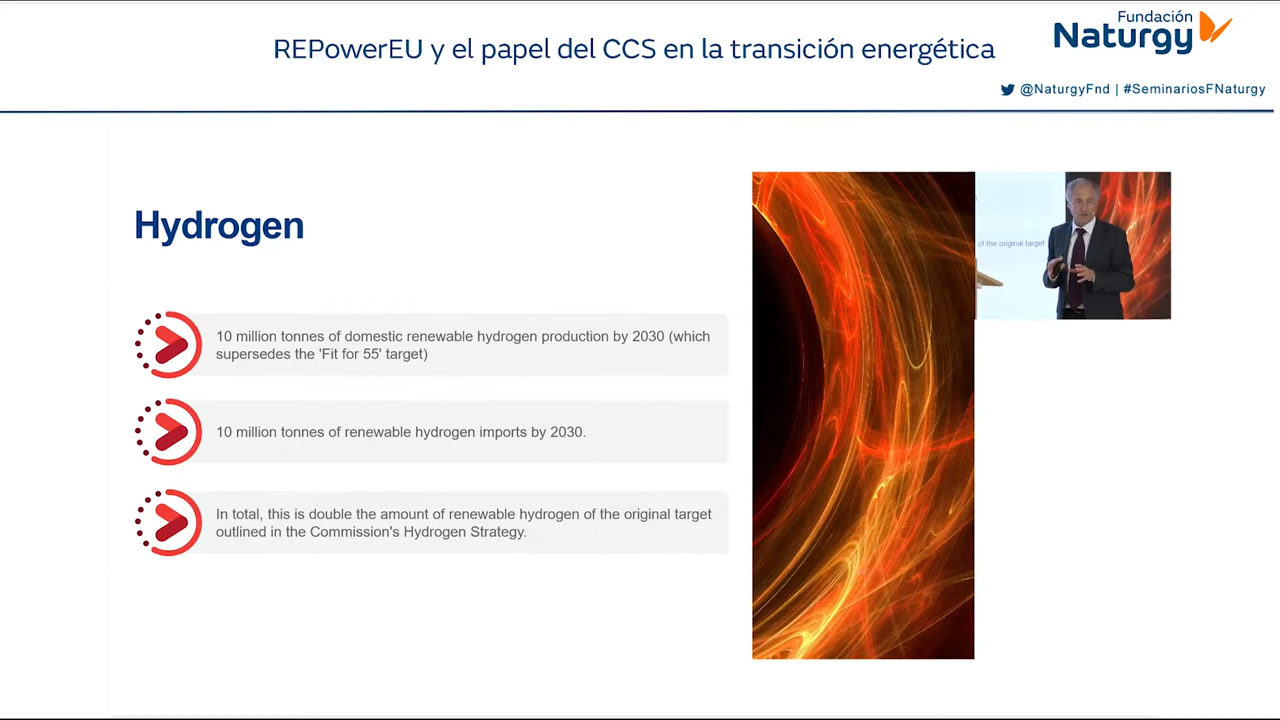 Fundación
Naturgy
REPowerEU y el papel del CCS en la transición energética
@NaturgyFnd | #SeminariosFNaturgy
Hydrogen
10 million tonnes of domestic renewable hydrogen production by 2030 (which
supersedes the 'Fit for 55' target)
10 million tonnes of renewable hydrogen imports by 2030.
In total, this is double the amount of renewable hydrogen of the original target
outlined in the Commission's Hydrogen Strategy.
of the original target